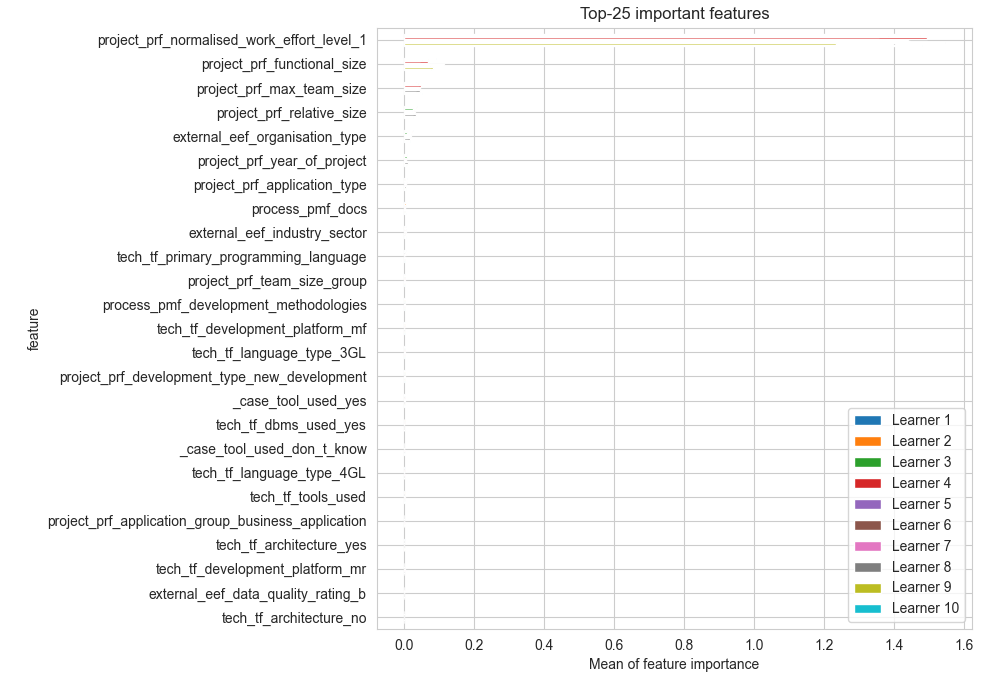 Top-25 important features
project_prf_normalised_work_effort_level_1
project_prf_functional_size
project_prf_max_team_size
project_prf_relative_size
external_eef_organisation_type
project_prf_year_of_project
project_prf_application_type
process_pmf_docs
external_eef_industry_sector
tech_tf_primary_programming_language
project_prf_team_size_group
process_pmf_development_methodologies
tech_tf_development_platform_mf
tech_tf_language_type_3GL
project_prf_development_type_new_development
_case_tool_used_yes
tech_tf_dbms_used_yes
_case_tool_used_don_t_know
tech_tf_language_type_4GL
tech_tf_tools_used
project_prf_application_group_business_application
tech_tf_architecture_yes
tech_tf_development_platform_mr
external_eef_data_quality_rating_b
tech_tf_architecture_no
feature
Learner 1
Learner 2
Learner 3
Learner 4
Learner 5
Learner 6
Learner 7
Learner 8
Learner 9
Learner 10
0.0 0.2 0.4 0.6 0.8 1.0 1.2 1.4 1.6
Mean of feature importance